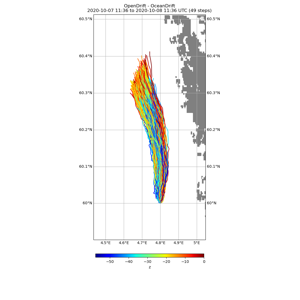 OpenDrift - OceanDrift
2020-10-07 11:36 to 2020-10-08 11:36 UTC (49 steps)
60.5°N 60.5°N
60.4°N 60.4°N
60.3°N 60.3°N
60.2°N 60.2°N
60.1°N 60.1°N
60°N 60°N
4.5°E 4.6°E 4.7°E 4.8°E 4.9°E 5°E
−50 −40 −30 −20 −10 0
z